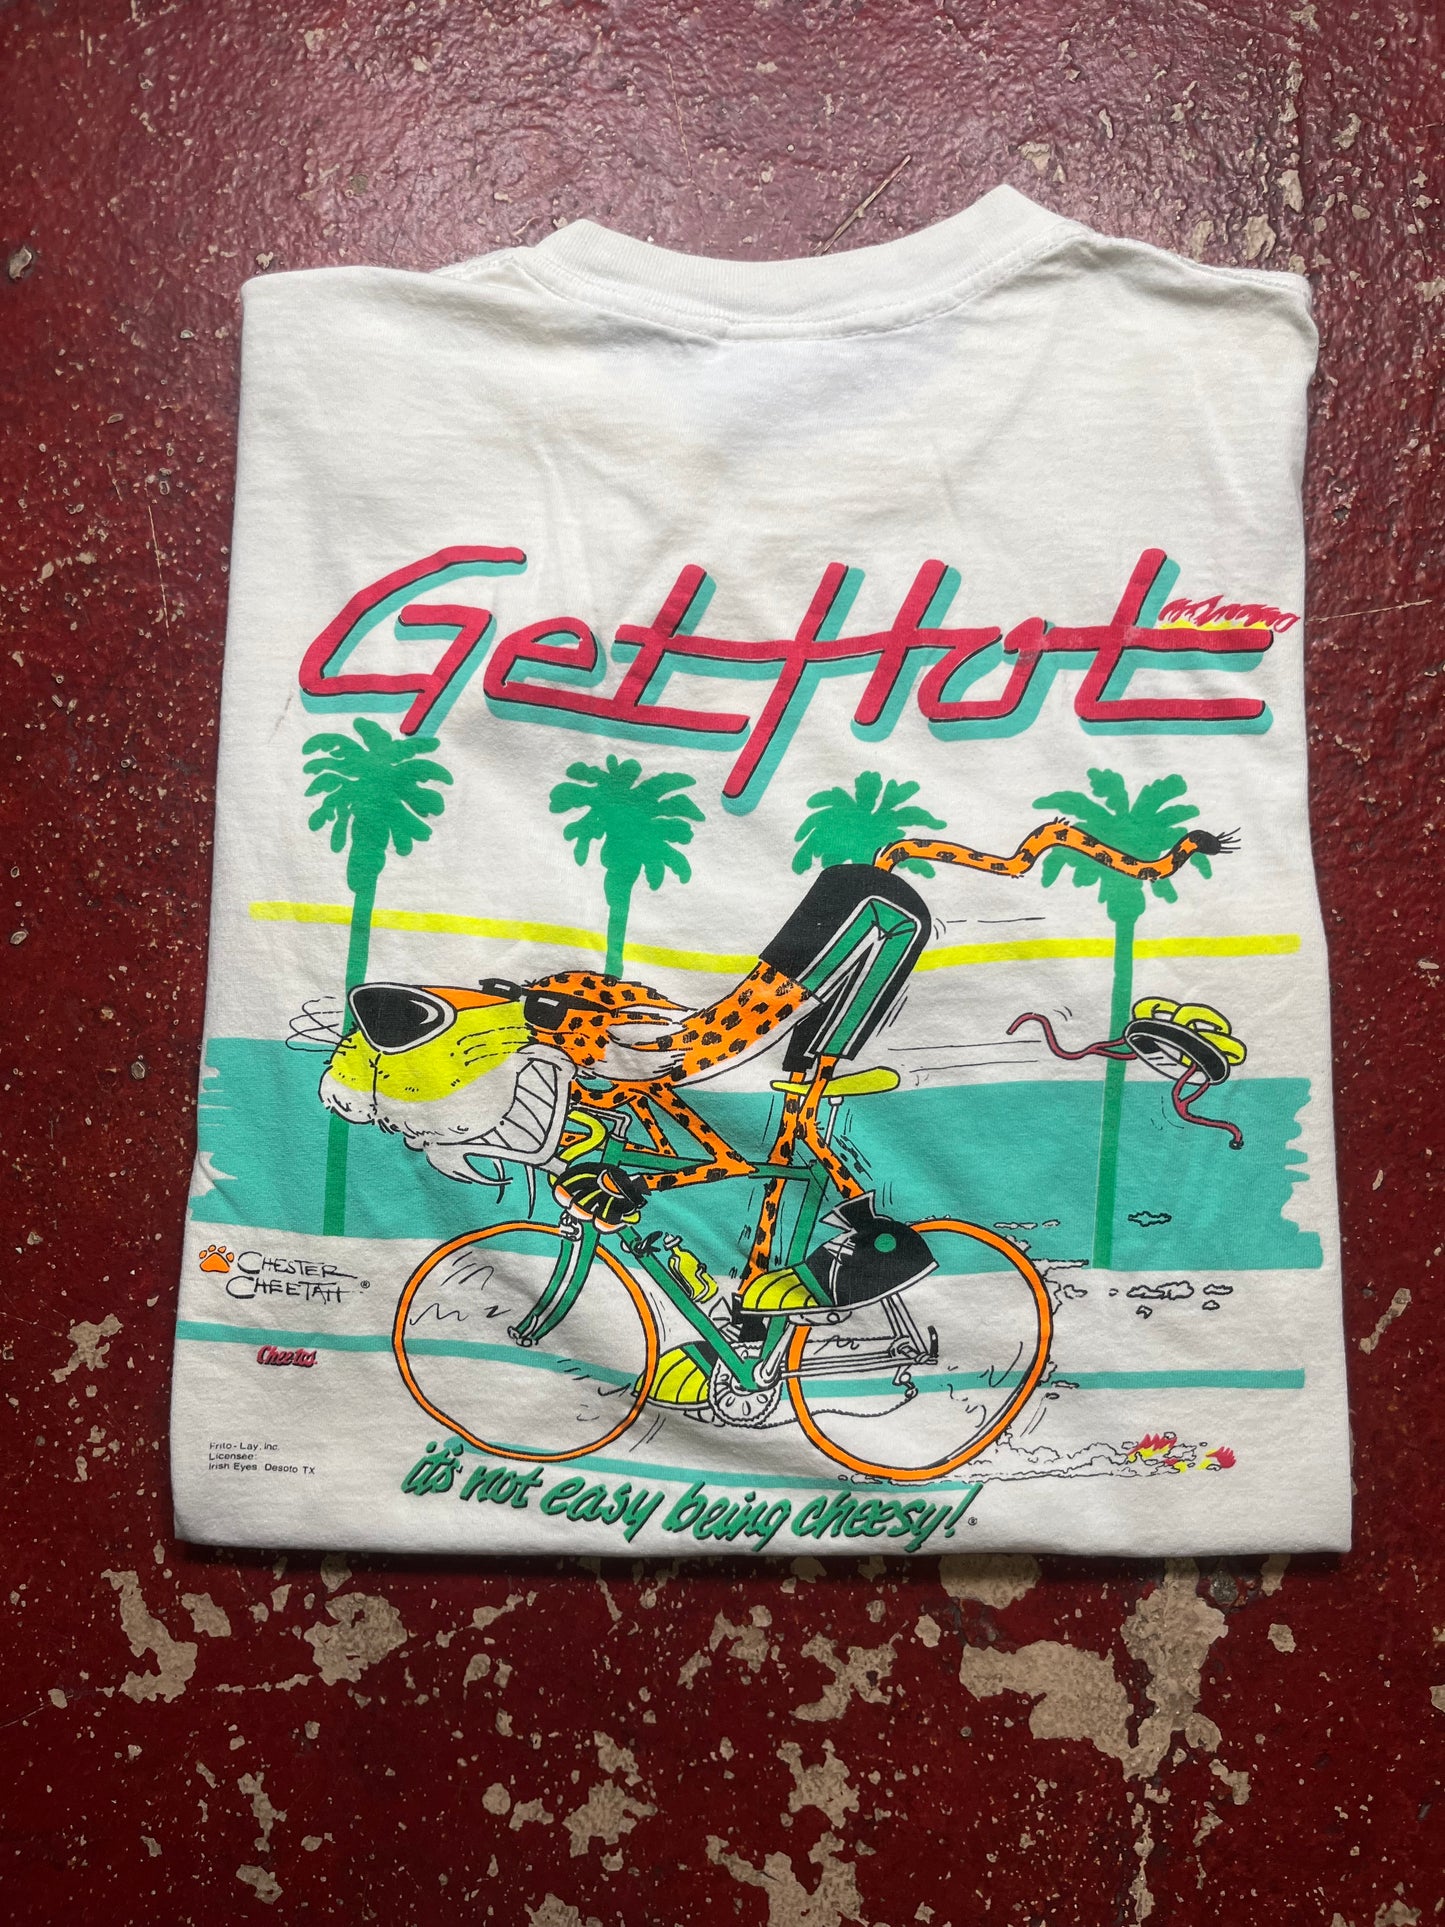 Get Hot
CHESTER
CHEETAH ®
Cheetos
Frito-Lay, Inc.
Licensee:
Irish Eyes Desoto TX
it's not easy being cheesy! ®